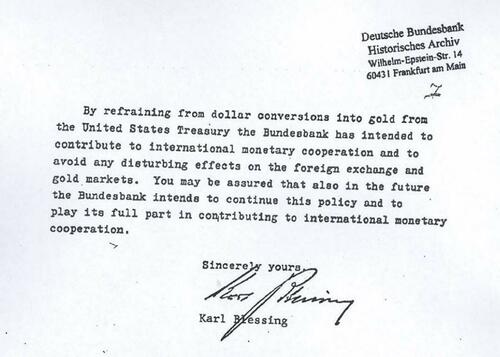 Deutsche Bundesbank
Historisches Archiv
Wilhelm-Epstein-Str. 14
60431 Frankfurt am Main
By refraining from dollar conversions into gold from
the United States Treasury the Bundesbank has intended to
contribute to international monetary cooperation and to
avoid any disturbing effects on the foreign exchange and
gold markets. You may be assured that also in the future
the Bundesbank intends to continue this policy and to
play its full part in contributing to international monetary
cooperation.
Sincerely yours,
Karl Blessing
Karl Blessing